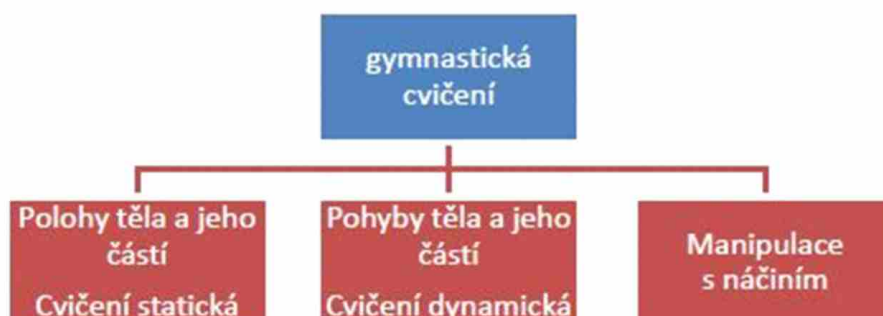 gymnastická
cvičení
Polohy těla a jeho
částí
Cvičení statická
Pohyby těla a jeho
částí
Cvičení dynamická
Manipulace
s náčiním